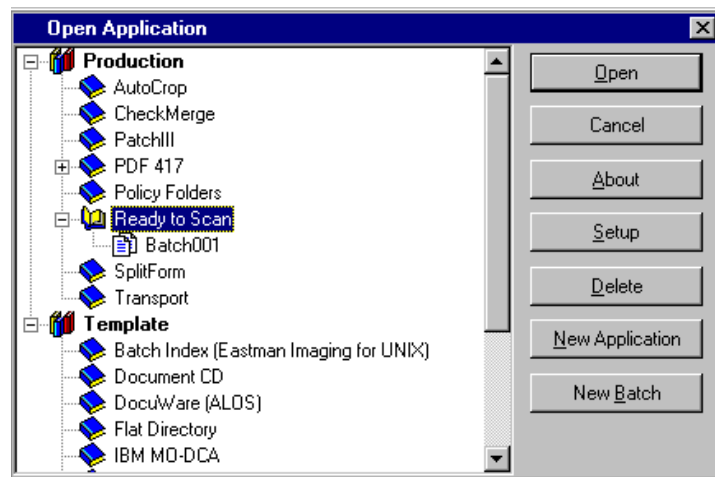 Open Application
Production
AutoCrop
CheckMerge
PatchIII
PDF 417
Policy Folders
Ready to Scan
Batch001
SplitForm
Transport
Template
Batch Index (Eastman Imaging for UNIX)
Document CD
DocuWare (ALOS)
Flat Directory
IBM MO-DCA
Open
Cancel
About
Setup
Delete
New Application
New Batch